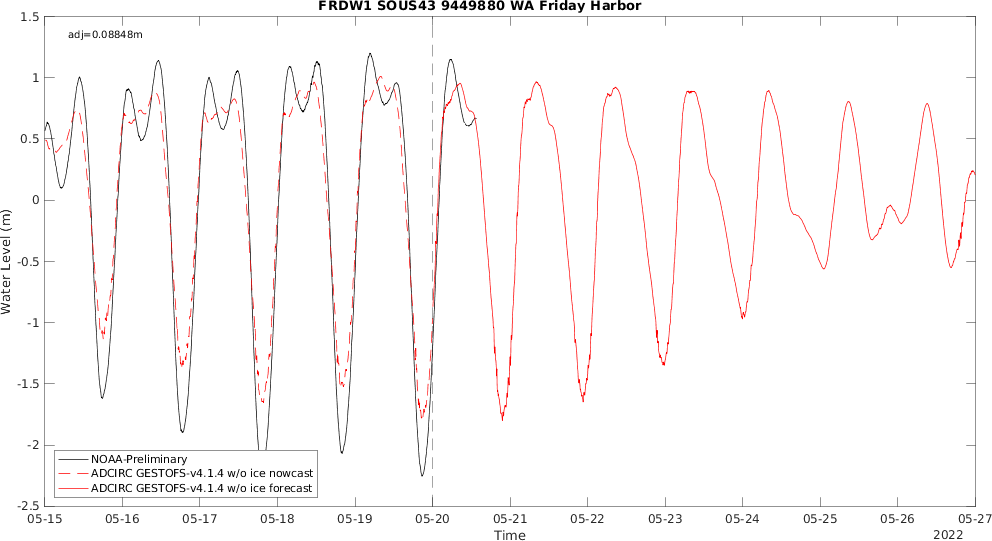 FRDW1 SOUS43 9449880 WA Friday Harbor
adj=0.08848m
Water Level (m)
1.5
1
0.5
0
-0.5
-1
-1.5
-2
-2.5
NOAA-Preliminary
ADCIRC GESTOFS-v4.1.4 w/o ice nowcast
ADCIRC GESTOFS-v4.1.4 w/o ice forecast
05-15 05-16 05-17 05-18 05-19 05-20 05-21 05-22 05-23 05-24 05-25 05-26 05-27
Time
2022